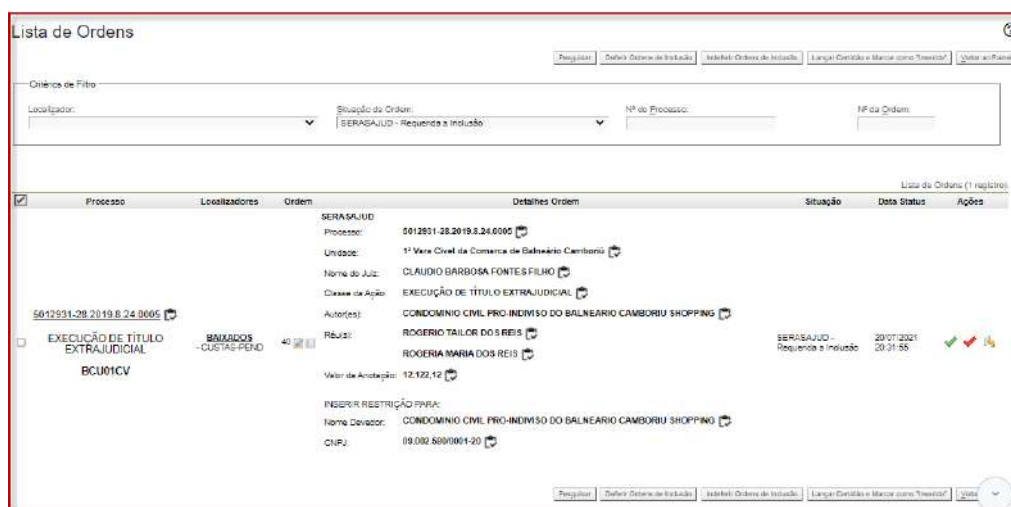 Lista de Ordens
Pesquisar Deferir Ordens de Inclusão Indeferir Ordens de Inclusão Lançar Certidão e Marcar como "Inserido" Voltar ao Painel
Critérios de Filtro
Localizador: Situação da Ordem: Nº do Processo: Nº da Ordem:
SERASAJUD - Requerida a Inclusão
Lista de Ordens (1 registro):
Processo Localizadores Ordem Detalhes Ordem Situação Data Status Ações
SERASAJUD
Processo: 5012931-28.2019.8.24.0005
Unidade: 1ª Vara Cível da Comarca de Balneário Camboriú
Nome do Juiz: CLAUDIO BARBOSA FONTES FILHO
Classe da Ação: EXECUÇÃO DE TÍTULO EXTRAJUDICIAL
Autor(es): CONDOMINIO CIVIL PRO-INDIVISO DO BALNEARIO CAMBORIU SHOPPING
Réu(s): ROGERIO TAILOR DOS REIS
ROGERIA MARIA DOS REIS
Valor da Anotação: 12.122,12
5012931-28.2019.8.24.0005
EXECUÇÃO DE TÍTULO
EXTRAJUDICIAL
BCU01CV
BAIXADOS
- CUSTAS-PEND
40
SERASAJUD -
Requerida a Inclusão
20/07/2021
20:31:55
INSERIR RESTRIÇÃO PARA:
Nome Devedor: CONDOMINIO CIVIL PRO-INDIVISO DO BALNEARIO CAMBORIU SHOPPING
CNPJ: 09.002.580/0001-20
Pesquisar Deferir Ordens de Inclusão Indeferir Ordens de Inclusão Lançar Certidão e Marcar como "Inserido"